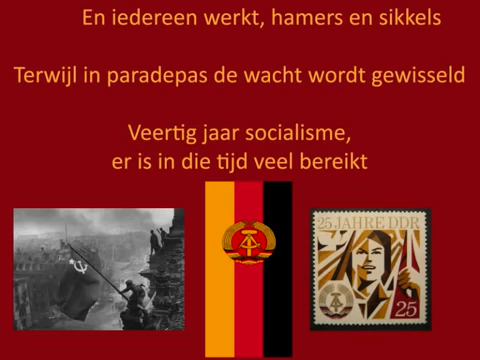 En iedereen werkt, hamers en sikkels
Terwijl in paradepas de wacht wordt gewisseld
Veertig jaar socialisme,
er is in die tijd veel bereikt
25 JAHRE DDR
25